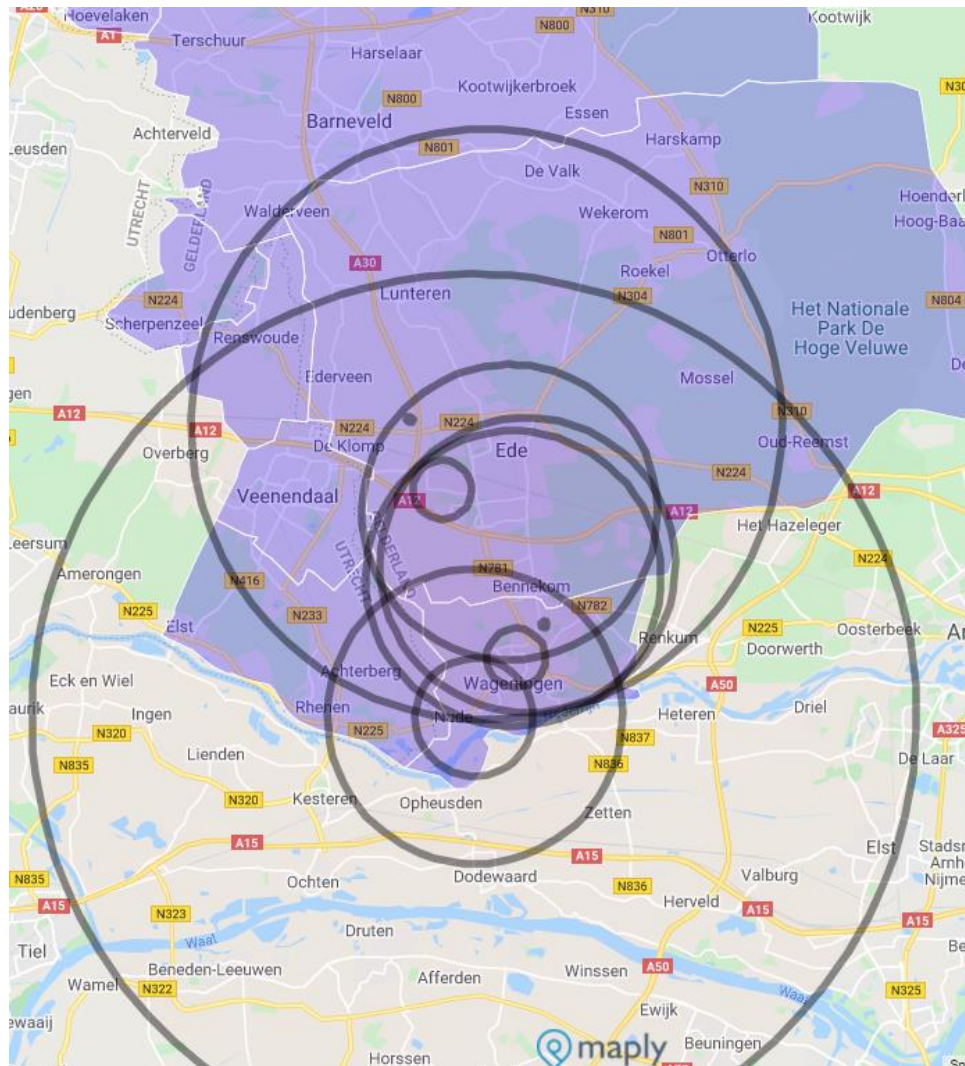 Hoevelaken
A1
Terschuur
N310
Kootwijk
N800
Harselaar
Kootwijkerbroek
N800
Essen
Barneveld
Achterveld
N801
Harskamp
Leusden
De Valk
N310
UTRECHT
GELDERLAND
Walderveen
Wekerom
N801
Otterlo
A30
Roekel
N224
Lunteren
N304
N804
Scherpenzeel
Renswoude
Het Nationale
Park De
Hoge Veluwe
Ederveen
Mossel
A12
A12
N224
N224
N310
De Klomp
Overberg
Ede
Oud-Reemst
N224
Veenendaal
A12
A12
A12
Het Hazeleger
Leersum
N224
Amerongen
N416
UTRECHT
N781
Bennekom
N225
N233
N782
Elst
Renkum
N225
Oosterbeek
Doorwerth
Achterberg
Eck en Wiel
Wageningen
A50
Rhenen
Nude
Heteren
Driel
Ingen
N320
N225
N837
A325
Lienden
De Laar
N835
N836
N320
Kesteren
Opheusden
Zetten
A15
Elst
A15
N835
Ochten
Dodewaard
N836
Valburg
A15
N323
Herveld
A15
A15
Waal
Druten
Tiel
Beneden-Leeuwen
Afferden
Winssen
A50
Wamel
N322
N325
Ewijk
Beuningen
maply
Horssen